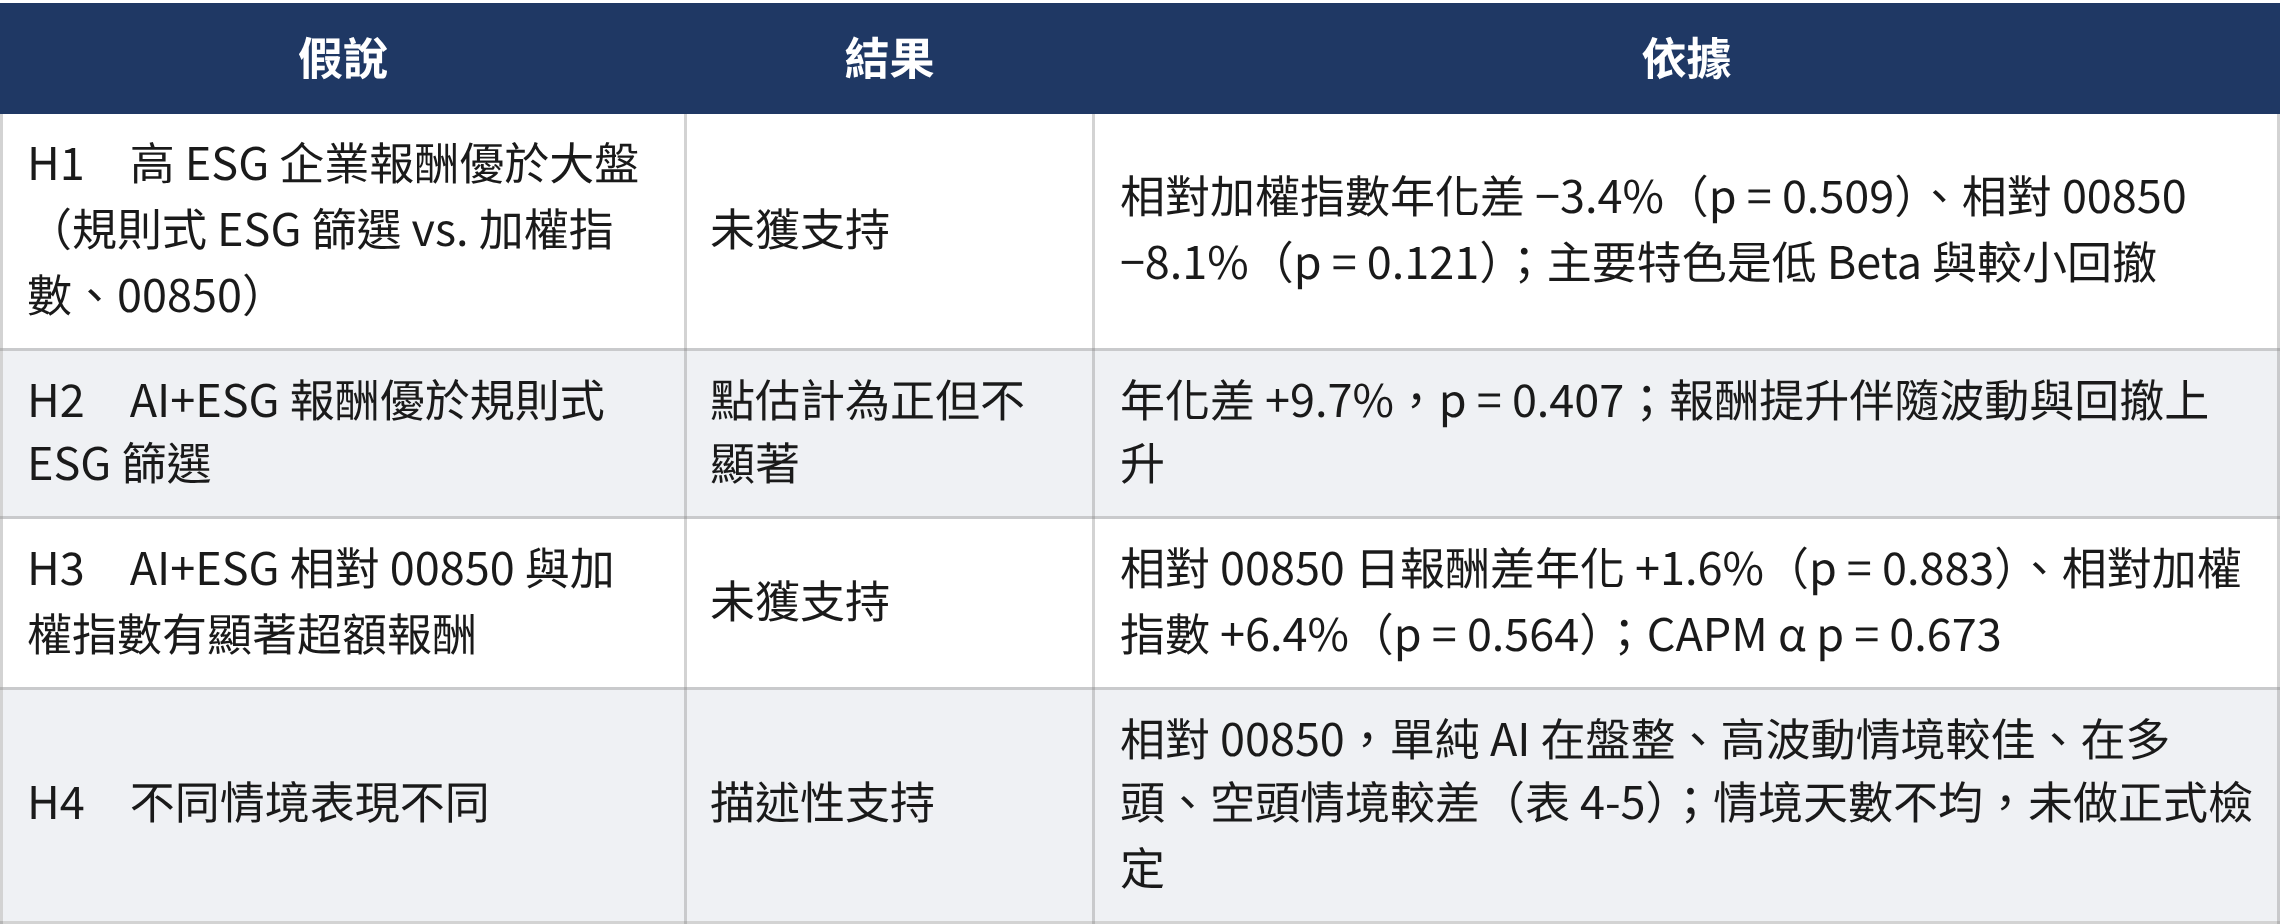 假說
結果
依據
H1　高 ESG 企業報酬優於大盤
（規則式 ESG 篩選 vs. 加權指
數、00850）
未獲支持
相對加權指數年化差 −3.4%（p = 0.509）、相對 00850
−8.1%（p = 0.121）；主要特色是低 Beta 與較小回撤
H2　AI+ESG 報酬優於規則式
ESG 篩選
點估計為正但不
顯著
年化差 +9.7%，p = 0.407；報酬提升伴隨波動與回撤上
升
H3　AI+ESG 相對 00850 與加
權指數有顯著超額報酬
未獲支持
相對 00850 日報酬差年化 +1.6%（p = 0.883）、相對加權
指數 +6.4%（p = 0.564）；CAPM α p = 0.673
H4　不同情境表現不同
描述性支持
相對 00850，單純 AI 在盤整、高波動情境較佳、在多
頭、空頭情境較差（表 4-5）；情境天數不均，未做正式檢
定